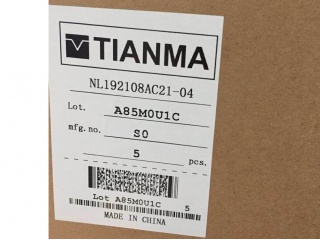 TIANMA
NL192108AC21-04
Lot. A85M0U1C
mfg.no. S0
5 pcs.
Lot A85M0U1C 5
MADE IN CHINA